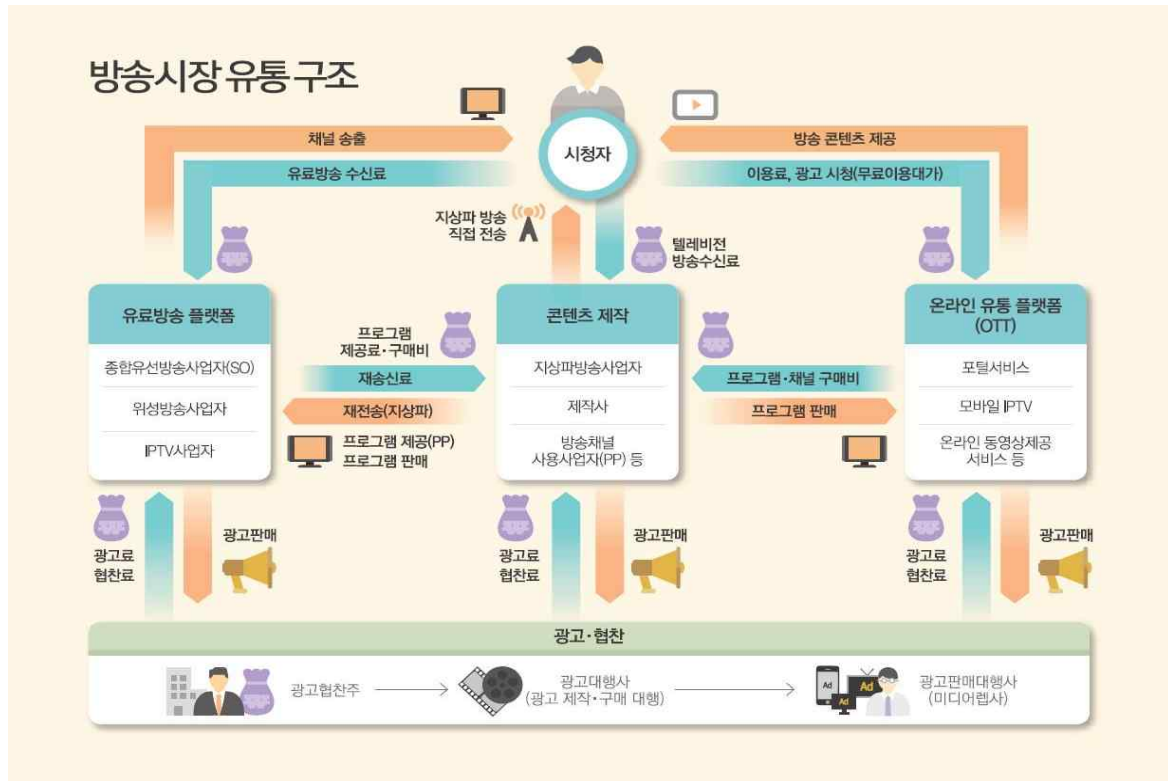 방송시장 유통 구조
시청자
채널 송출
유료방송 수신료
방송 콘텐츠 제공
이용료, 광고 시청(무료이용대가)
지상파 방송
직접 전송
텔레비전
방송수신료
유료방송 플랫폼
종합유선방송사업자(SO)
위성방송사업자
IPTV사업자
프로그램
제공료·구매비
재송신료
재전송(지상파)
프로그램 제공(PP)
프로그램 판매
콘텐츠 제작
지상파방송사업자
제작사
방송채널
사용사업자(PP) 등
프로그램·채널 구매비
프로그램 판매
온라인 유통 플랫폼
(OTT)
포털서비스
모바일 IPTV
온라인 동영상제공
서비스 등
광고료
협찬료
광고판매
광고료
협찬료
광고판매
광고료
협찬료
광고판매
광고·협찬
광고협찬주
광고대행사
(광고 제작·구매 대행)
Ad
Ad
Ad
광고판매대행사
(미디어렙사)